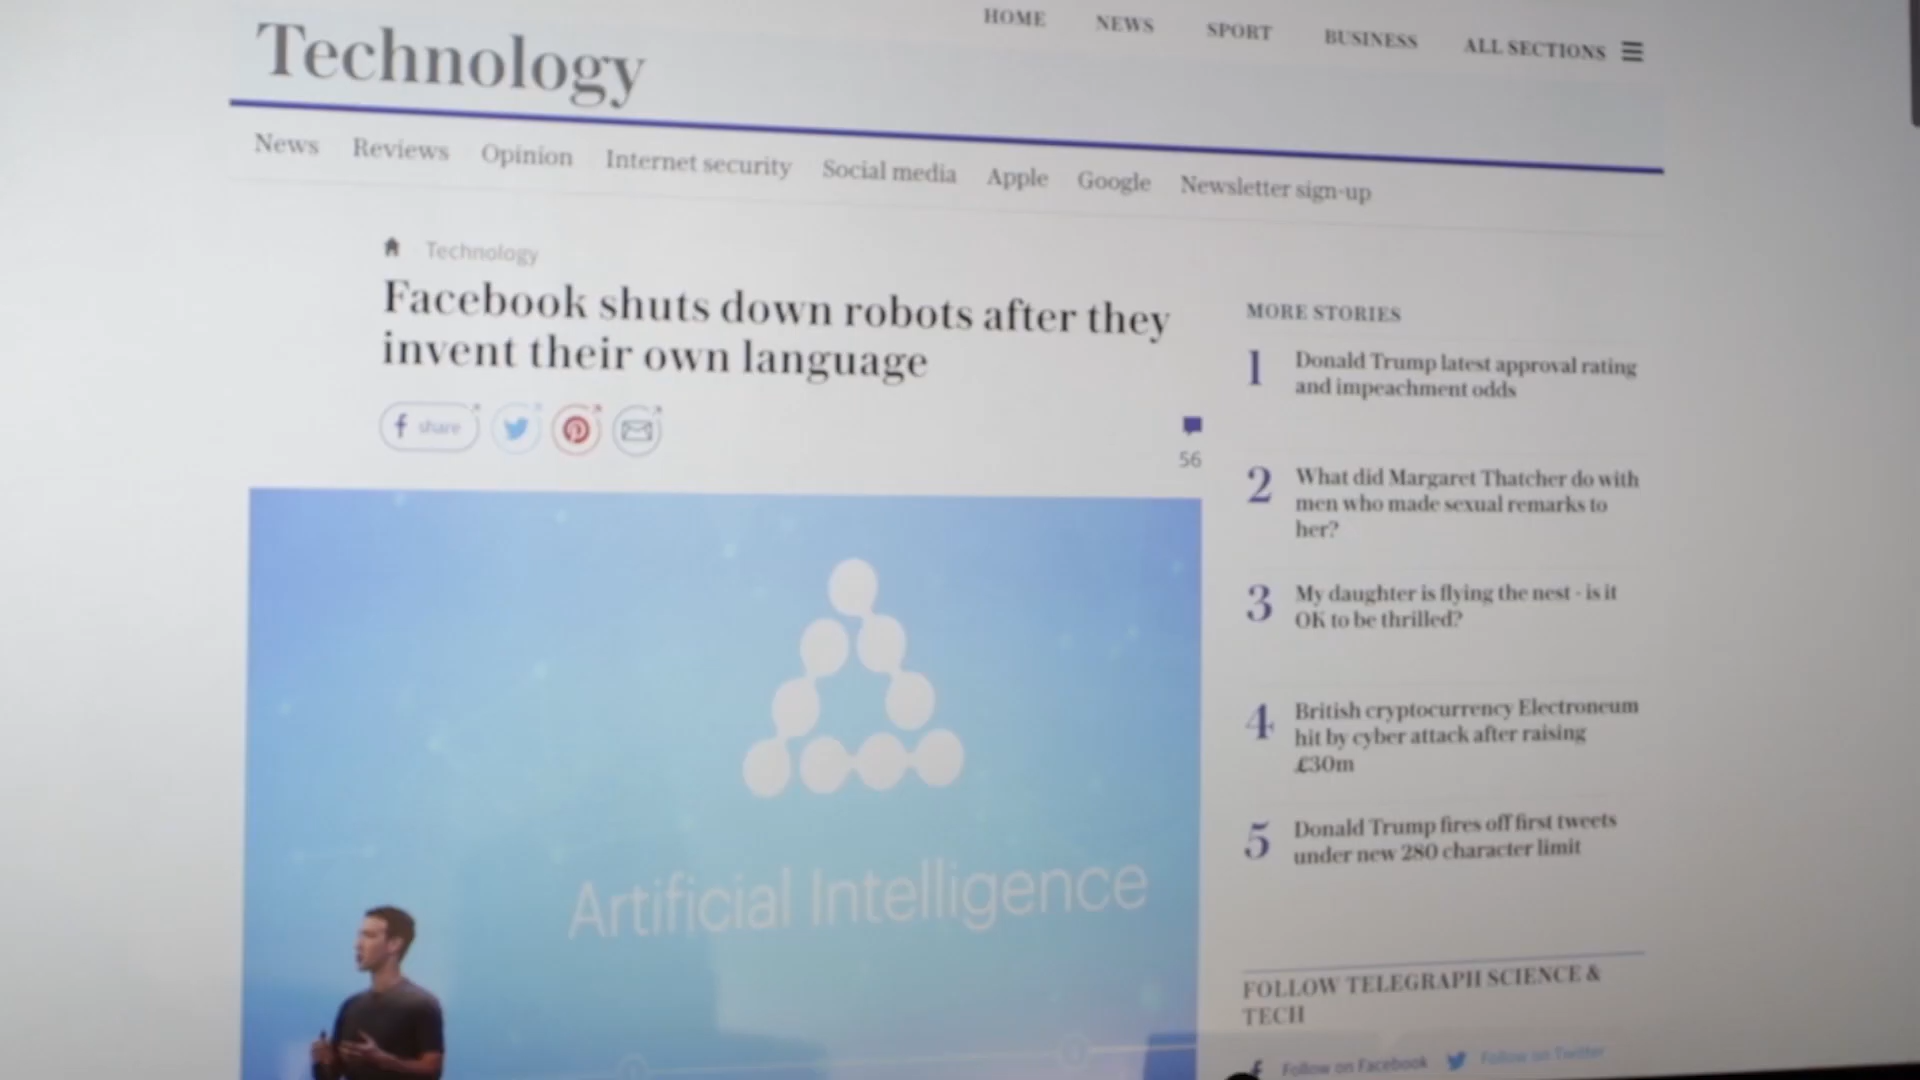 Technology
HOME NEWS SPORT BUSINESS ALL SECTIONS
News Reviews Opinion Internet security Social media Apple Google Newsletter sign-up
Technology
Facebook shuts down robots after they
invent their own language
share
56
Artificial Intelligence
MORE STORIES
1 Donald Trump latest approval rating
and impeachment odds
2 What did Margaret Thatcher do with
men who made sexual remarks to
her?
3 My daughter is flying the nest - is it
OK to be thrilled?
4 British cryptocurrency Electroneum
hit by cyber attack after raising
£30m
5 Donald Trump fires off first tweets
under new 280 character limit
FOLLOW TELEGRAPH SCIENCE &
TECH
Follow on Facebook Follow on Twitter